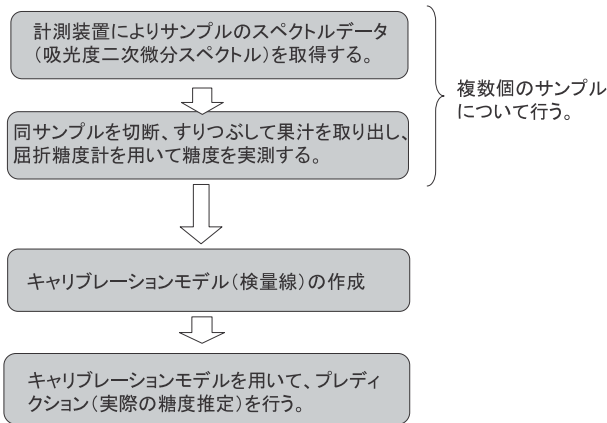 計測装置によりサンプルのスペクトルデータ
（吸光度二次微分スペクトル）を取得する。
複数個のサンプル
について行う。
同サンプルを切断、すりつぶして果汁を取り出し、
屈折糖度計を用いて糖度を実測する。
キャリブレーションモデル（検量線）の作成
キャリブレーションモデルを用いて、プレディ
クション（実際の糖度推定）を行う。